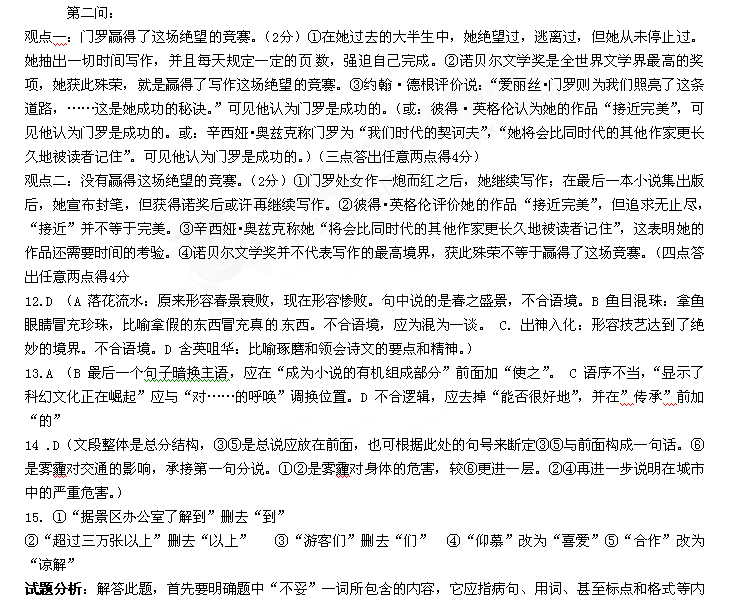 第二问：
观点一：门罗赢得了这场绝望的竞赛。（2分）①在她过去的大半生中，她绝望过，逃离过，但她从未停止过。
她抽出一切时间写作，并且每天规定一定的页数，强迫自己完成。②诺贝尔文学奖是全世界文学界最高的奖
项，她获此殊荣，就是赢得了写作这场绝望的竞赛。③约翰·德根评价说：“爱丽丝·门罗则为我们照亮了这条
道路，……这是她成功的秘诀。”可见他认为门罗是成功的。（或：彼得·英格伦认为她的作品“接近完美”，可
见他认为门罗是成功的。或：辛西娅·奥兹克称门罗为“我们时代的契诃夫”，“她将会比同时代的其他作家更长
久地被读者记住”。可见他认为门罗是成功的。）（三点答出任意两点得4分）
观点二：没有赢得这场绝望的竞赛。（2分）①门罗处女作一炮而红之后，她继续写作；在最后一本小说集出版
后，她宣布封笔，但获得诺奖后或许再继续写作。②彼得·英格伦评价她的作品“接近完美”，但追求无止尽，
“接近”并不等于完美。③辛西娅·奥兹克称她“将会比同时代的其他作家更长久地被读者记住”，这表明她的
作品还需要时间的考验。④诺贝尔文学奖并不代表写作的最高境界，获此殊荣不等于赢得了这场竞赛。（四点答
出任意两点得4分
12.D （A 落花流水：原来形容春景衰败，现在形容惨败。句中说的是春之盛景，不合语境。B 鱼目混珠：拿鱼
眼睛冒充珍珠，比喻拿假的东西冒充真的东西。不合语境，应为混为一谈。 C. 出神入化：形容技艺达到了绝
妙的境界。不合语境。D 含英咀华：比喻琢磨和领会诗文的要点和精神。）
13.A （B 最后一个句子暗换主语，应在“成为小说的有机组成部分”前面加“使之”。 C 语序不当，“显示了
科幻文化正在崛起”应与“对……的呼唤”调换位置。D 不合逻辑，应去掉“能否很好地”，并在”传承”前加
“的”
14 .D（文段整体是总分结构，③⑤是总说应放在前面，也可根据此处的句号来断定③⑤与前面构成一句话。⑥
是雾霾对交通的影响，承接第一句分说。①②是雾霾对身体的危害，较⑥更进一层。②④再进一步说明在城市
中的严重危害。）
15. ①“据景区办公室了解到”删去“到”
②“超过三万张以上”删去“以上” ③“游客们”删去“们” ④“仰慕”改为“喜爱”⑤“合作”改为
“谅解”
试题分析：解答此题，首先要明确题中“不妥”一词所包含的内容，它应指病句、用词、甚至标点和格式等内